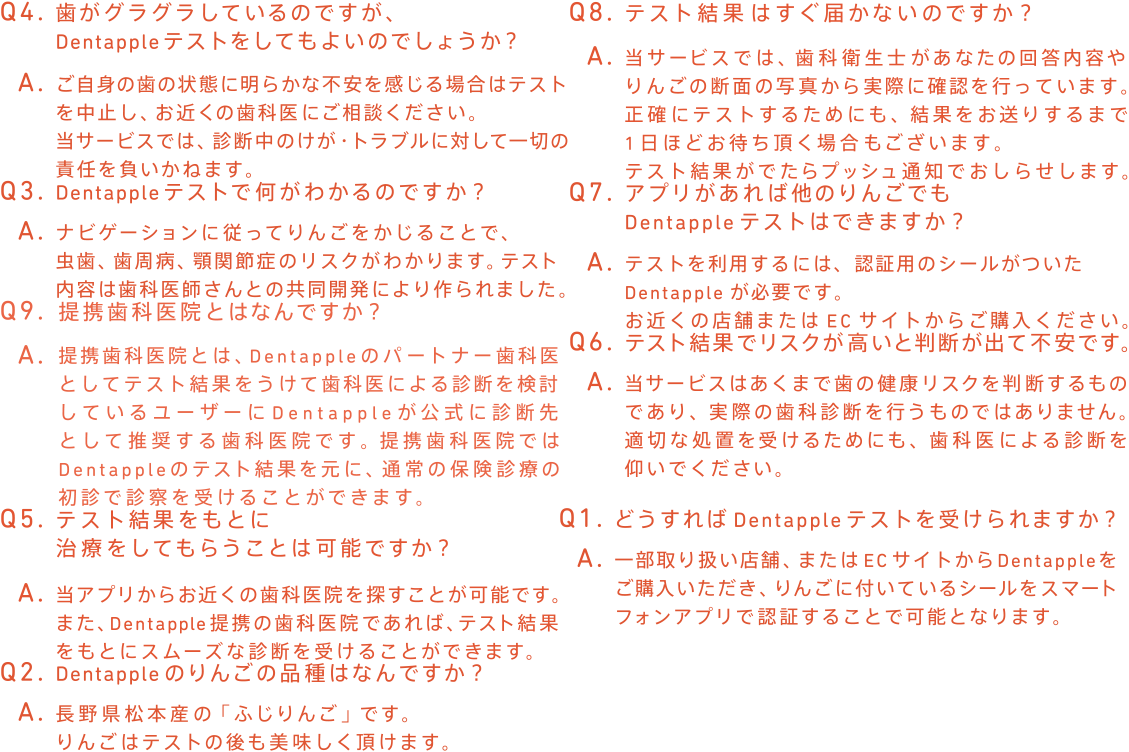 Q4. 歯がグラグラしているのですが、
Dentappleテストをしてもよいのでしょうか？
A. ご自身の歯の状態に明らかな不安を感じる場合はテスト
を中止し、お近くの歯科医にご相談ください。
当サービスでは、診断中のけが・トラブルに対して一切の
責任を負いかねます。
Q3. Dentappleテストで何がわかるのですか？
A. ナビゲーションに従ってりんごをかじることで、
虫歯、歯周病、顎関節症のリスクがわかります。テスト
内容は歯科医師さんとの共同開発により作られました。
Q9. 提携歯科医院とはなんですか？
A. 提携歯科医院とは、Dentappleのパートナー歯科医
としてテスト結果をうけて歯科医による診断を検討
しているユーザーにDentappleが公式に診断先
として推奨する歯科医院です。提携歯科医院では
Dentappleのテスト結果を元に、通常の保険診療の
初診で診察を受けることができます。
Q5. テスト結果をもとに
治療をしてもらうことは可能ですか？
A. 当アプリからお近くの歯科医院を探すことが可能です。
また、Dentapple提携の歯科医院であれば、テスト結果
をもとにスムーズな診断を受けることができます。
Q2. Dentappleのりんごの品種はなんですか？
A. 長野県松本産の「ふじりんご」です。
りんごはテストの後も美味しく頂けます。
Q8. テスト結果はすぐ届かないのですか？
A. 当サービスでは、歯科衛生士があなたの回答内容や
りんごの断面の写真から実際に確認を行っています。
正確にテストするためにも、結果をお送りするまで
1日ほどお待ち頂く場合もございます。
テスト結果がでたらプッシュ通知でおしらせします。
Q7. アプリがあれば他のりんごでも
Dentappleテストはできますか？
A. テストを利用するには、認証用のシールがついた
Dentappleが必要です。
お近くの店舗またはECサイトからご購入ください。
Q6. テスト結果でリスクが高いと判断が出て不安です。
A. 当サービスはあくまで歯の健康リスクを判断するもの
であり、実際の歯科診断を行うものではありません。
適切な処置を受けるためにも、歯科医による診断を
仰いでください。
Q1. どうすればDentappleテストを受けられますか？
A. 一部取り扱い店舗、またはECサイトからDentappleを
ご購入いただき、りんごに付いているシールをスマート
フォンアプリで認証することで可能となります。